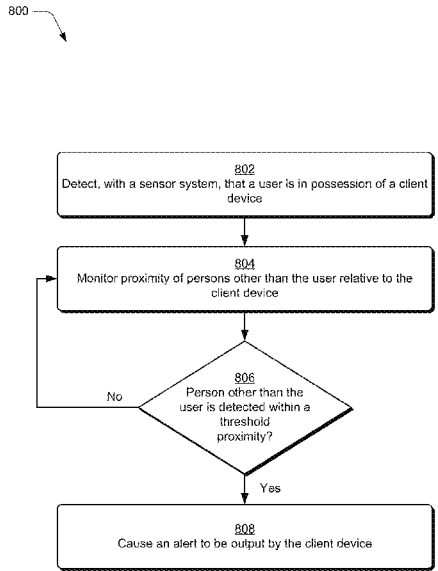 800
802
Detect, with a sensor system, that a user is in possession of a client
device
804
Monitor proximity of persons other than the user relative to the
client device
806
Person other than the
user is detected within a
threshold
proximity?
No
Yes
808
Cause an alert to be output by the client device